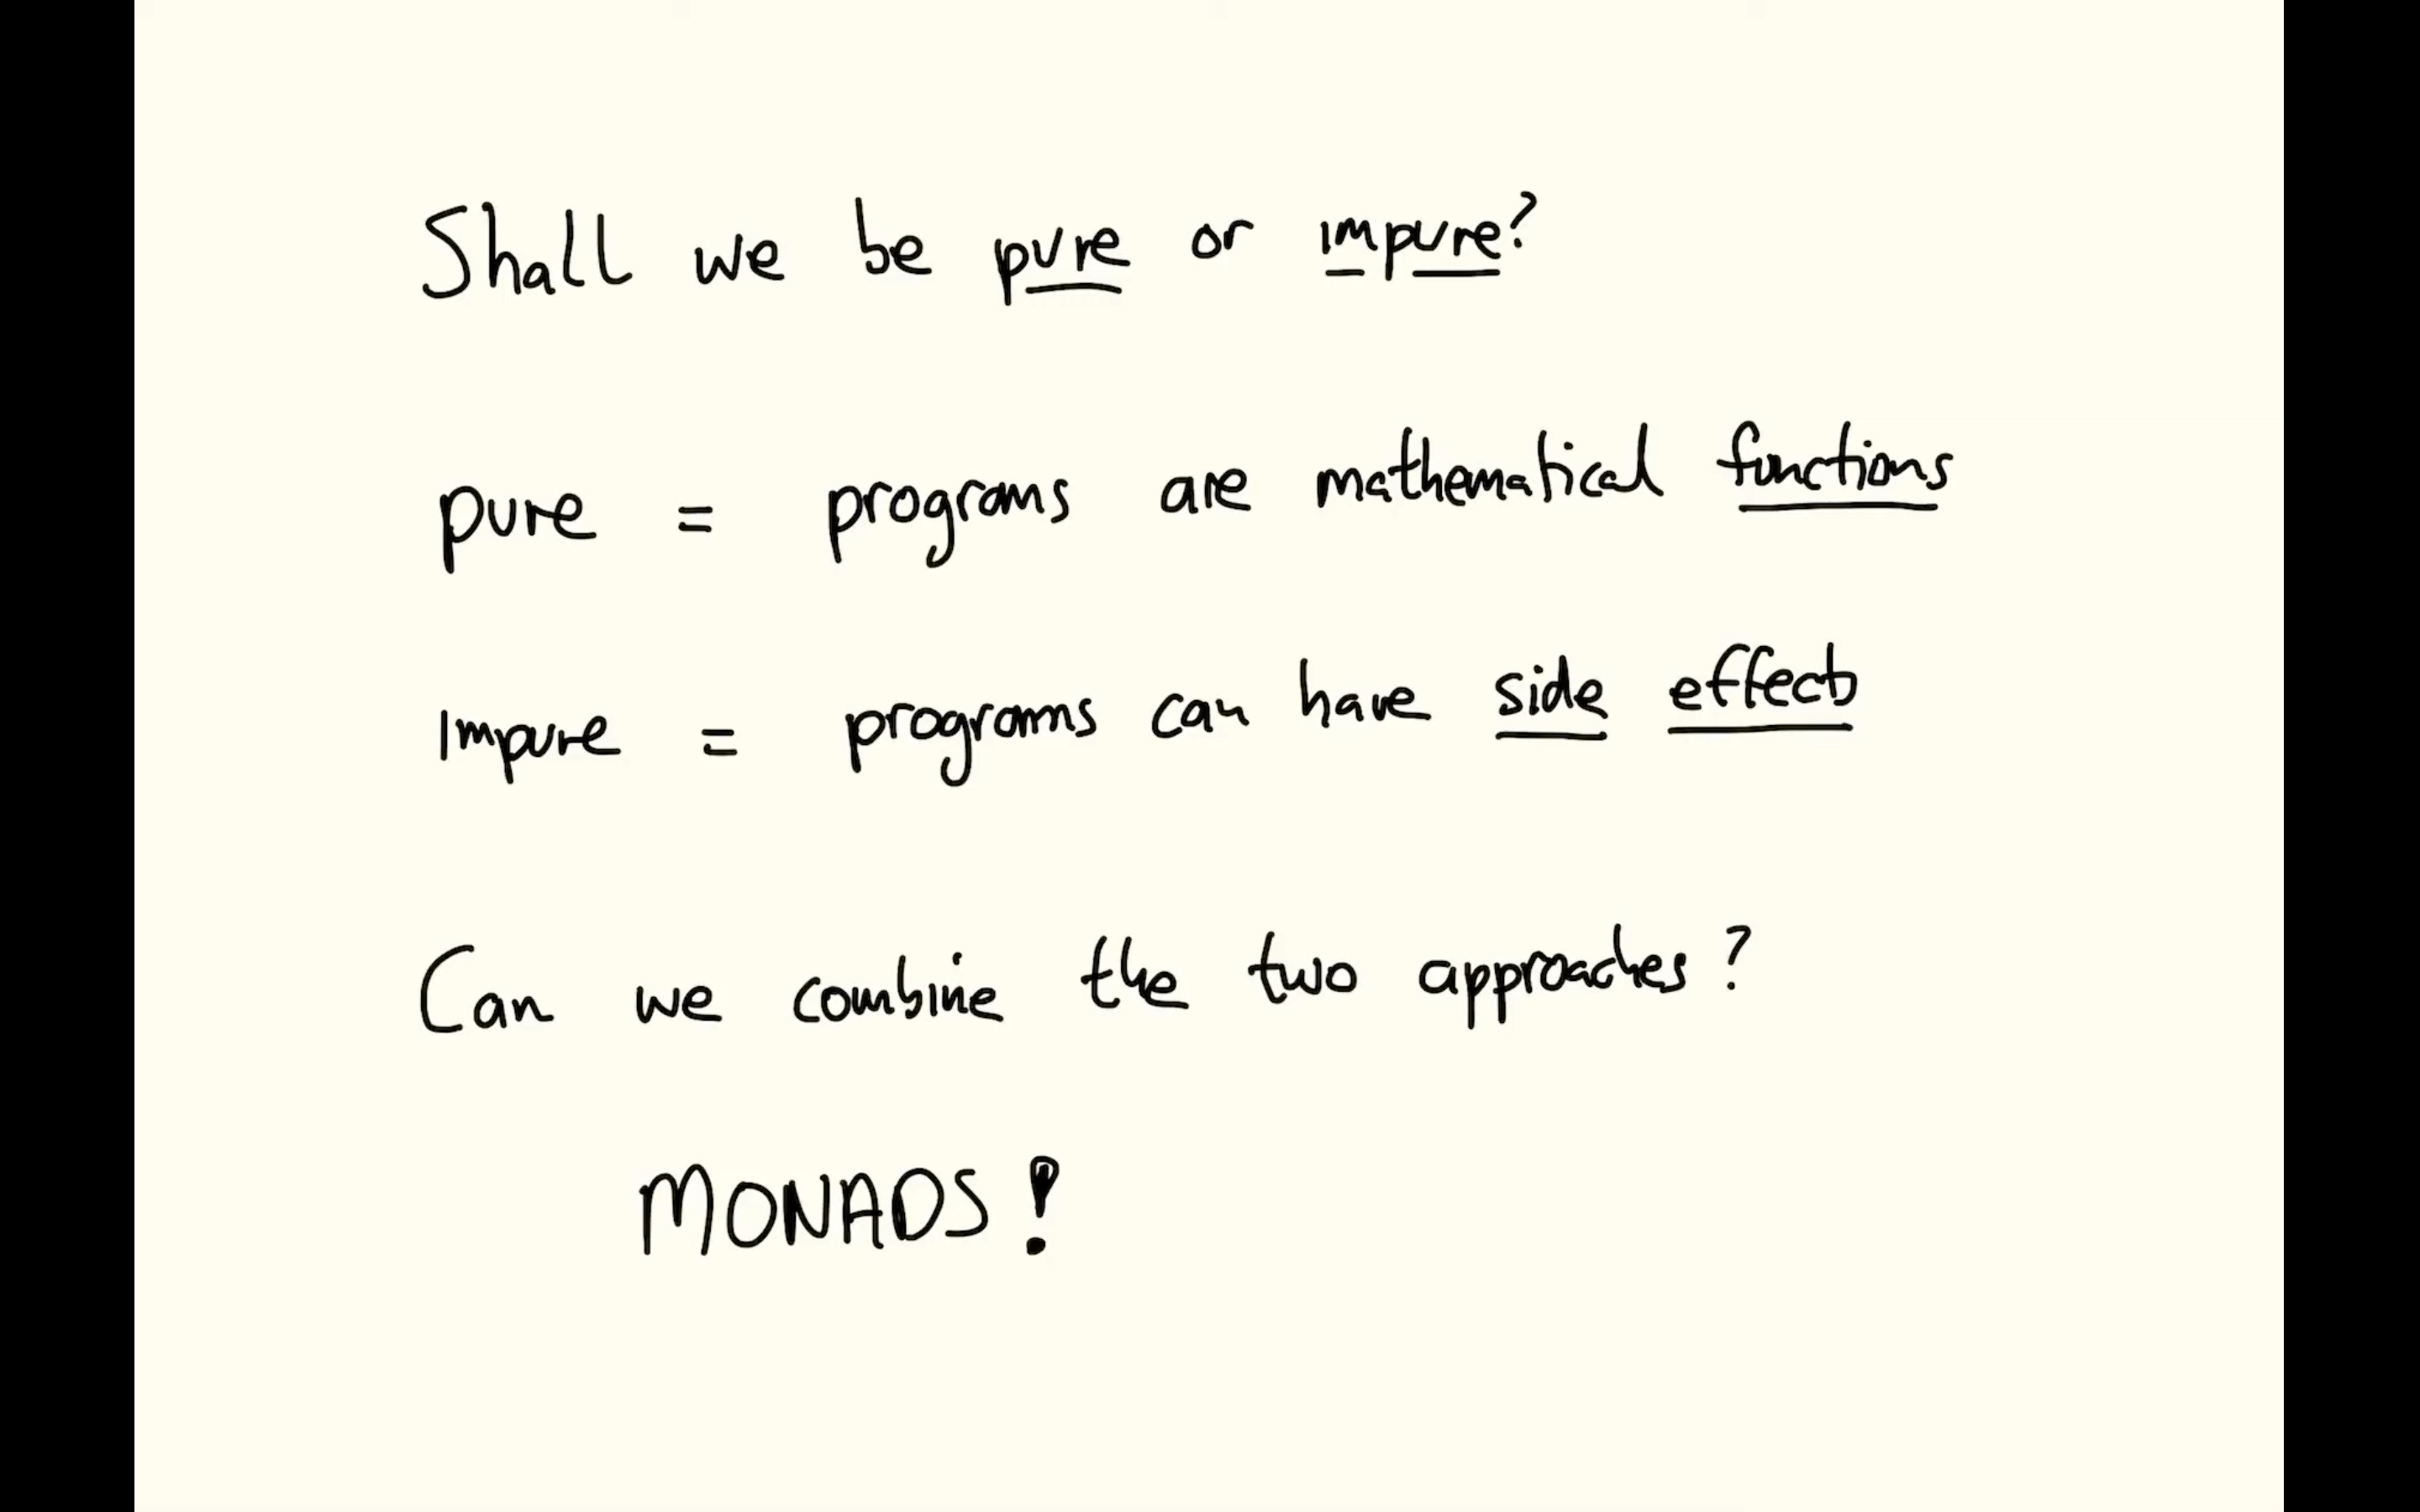 Shall we be pure or impure?
pure = programs are mathematical functions
impure = programs can have side effects
Can we combine the two approaches?
MONADS!